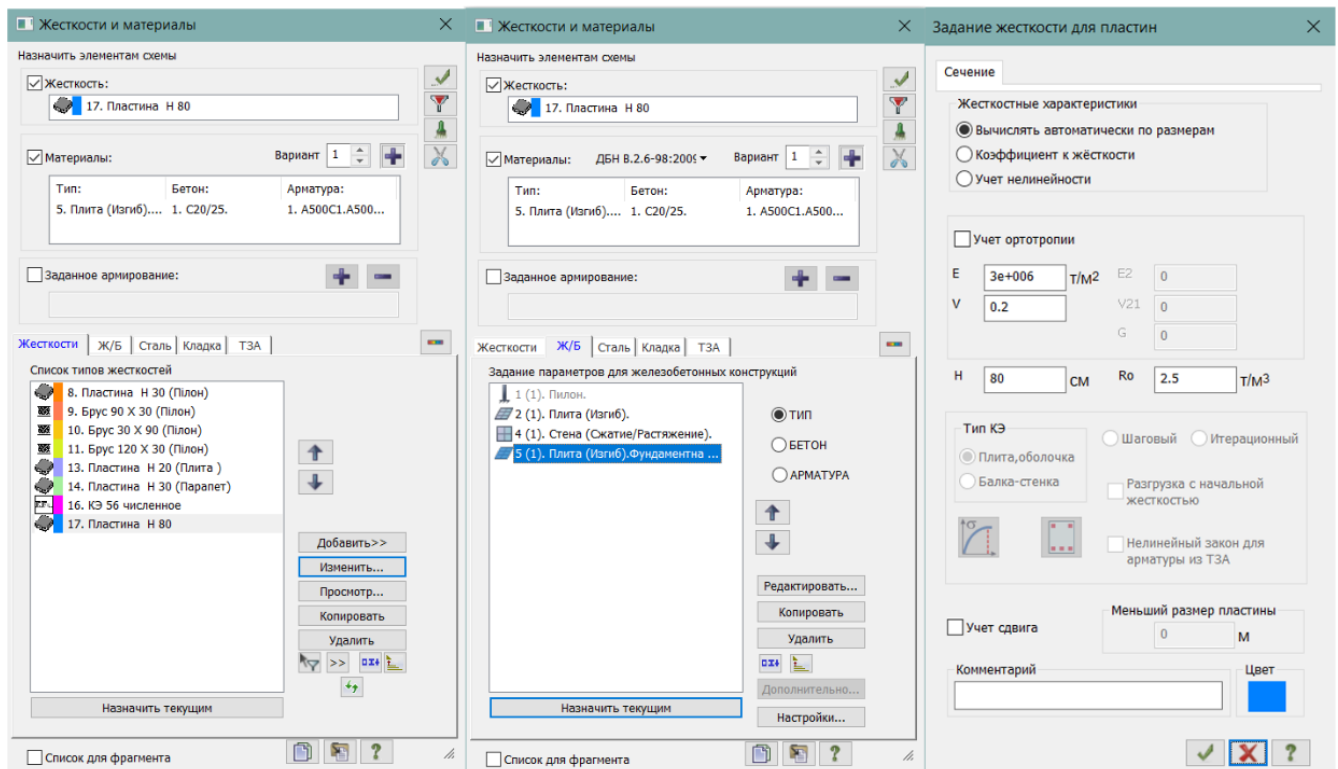 Жесткости и материалы
Назначить элементам схемы
Жесткость:
17. Пластина Н 80
Материалы:
Вариант 1
Тип: Бетон: Арматура:
5. Плита (Изгиб).... 1. C20/25. 1. A500C1.A500...
Заданное армирование:
Жесткости Ж/Б Сталь Кладка ТЗА
Список типов жесткостей
8. Пластина Н 30 (Пілон)
9. Брус 90 X 30 (Пілон)
10. Брус 30 X 90 (Пілон)
11. Брус 120 X 30 (Пілон)
13. Пластина Н 20 (Плита )
14. Пластина Н 30 (Парапет)
16. КЭ 56 численное
17. Пластина Н 80
Добавить>>
Изменить...
Просмотр...
Копировать
Удалить
>>
Назначить текущим
Список для фрагмента
?
Жесткости и материалы
Назначить элементам схемы
Жесткость:
17. Пластина Н 80
Материалы: ДБН В.2.6-98:2009
Вариант 1
Тип: Бетон: Арматура:
5. Плита (Изгиб).... 1. C20/25. 1. A500C1.A500...
Заданное армирование:
Жесткости Ж/Б Сталь Кладка ТЗА
Задание параметров для железобетонных конструкций
1 (1). Пилон.
2 (1). Плита (Изгиб).
4 (1). Стена (Сжатие/Растяжение).
5 (1). Плита (Изгиб).Фундаментна ...
ТИП
БЕТОН
АРМАТУРА
Редактировать...
Копировать
Удалить
Дополнительно...
Настройки...
Назначить текущим
Список для фрагмента
?
Задание жесткости для пластин
Сечение
Жесткостные характеристики
Вычислять автоматически по размерам
Коэффициент к жёсткости
Учет нелинейности
Учет ортотропии
E 3e+006 Т/М2 E2 0
V 0.2 V21 0
G 0
H 80 СМ Ro 2.5 Т/М3
Тип КЭ
Плита,оболочка
Балка-стенка
Шаговый Итерационный
Разгрузка с начальной
жесткостью
σ
Нелинейный закон для
арматуры из ТЗА
Учет сдвига
Меньший размер пластины
0 М
Комментарий
Цвет
?